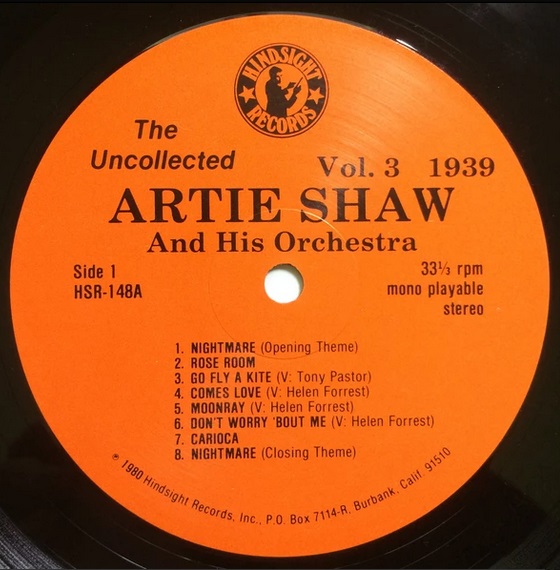 HINDSIGHT
RECORDS
The
Uncollected
Vol. 3 1939
ARTIE SHAW
And His Orchestra
Side 1
HSR-148A
33⅓ rpm
mono playable
stereo
1. NIGHTMARE (Opening Theme)
2. ROSE ROOM
3. GO FLY A KITE (V: Tony Pastor)
4. COMES LOVE (V: Helen Forrest)
5. MOONRAY (V: Helen Forrest)
6. DON'T WORRY 'BOUT ME (V: Helen Forrest)
7. CARIOCA
8. NIGHTMARE (Closing Theme)
℗ 1980 Hindsight Records, Inc., P.O. Box 7114-R, Burbank, Calif. 91510